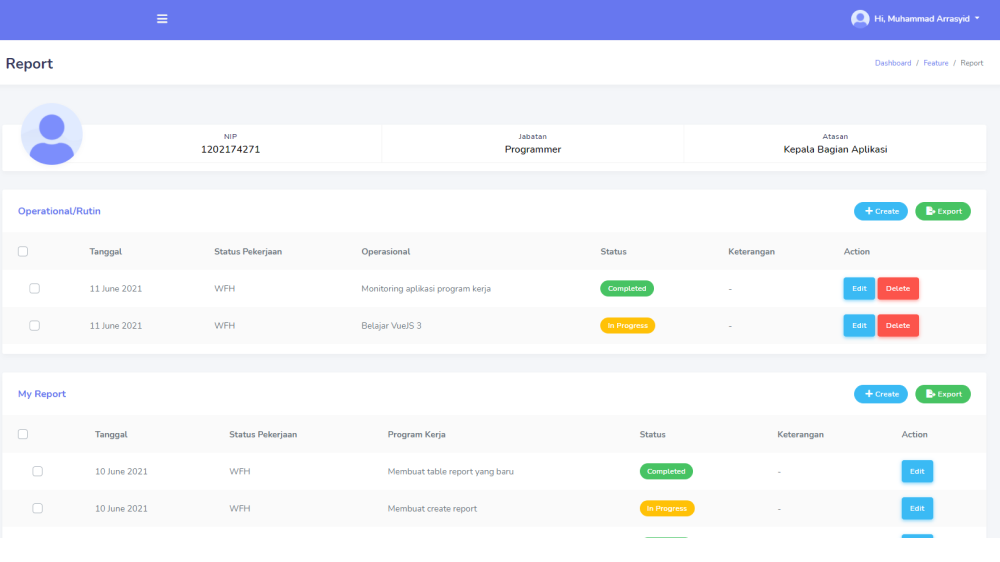 Hi, Muhammad Arrasyid
Report
Dashboard / Feature / Report
NIP
1202174271
Jabatan
Programmer
Atasan
Kepala Bagian Aplikasi
Operational/Rutin
Create
Export
Tanggal Status Pekerjaan Operasional Status Keterangan Action
11 June 2021 WFH Monitoring aplikasi program kerja Completed - Edit Delete
11 June 2021 WFH Belajar VueJS 3 In Progress - Edit Delete
My Report
Create
Export
Tanggal Status Pekerjaan Program Kerja Status Keterangan Action
10 June 2021 WFH Membuat table report yang baru Completed - Edit
10 June 2021 WFH Membuat create report In Progress - Edit